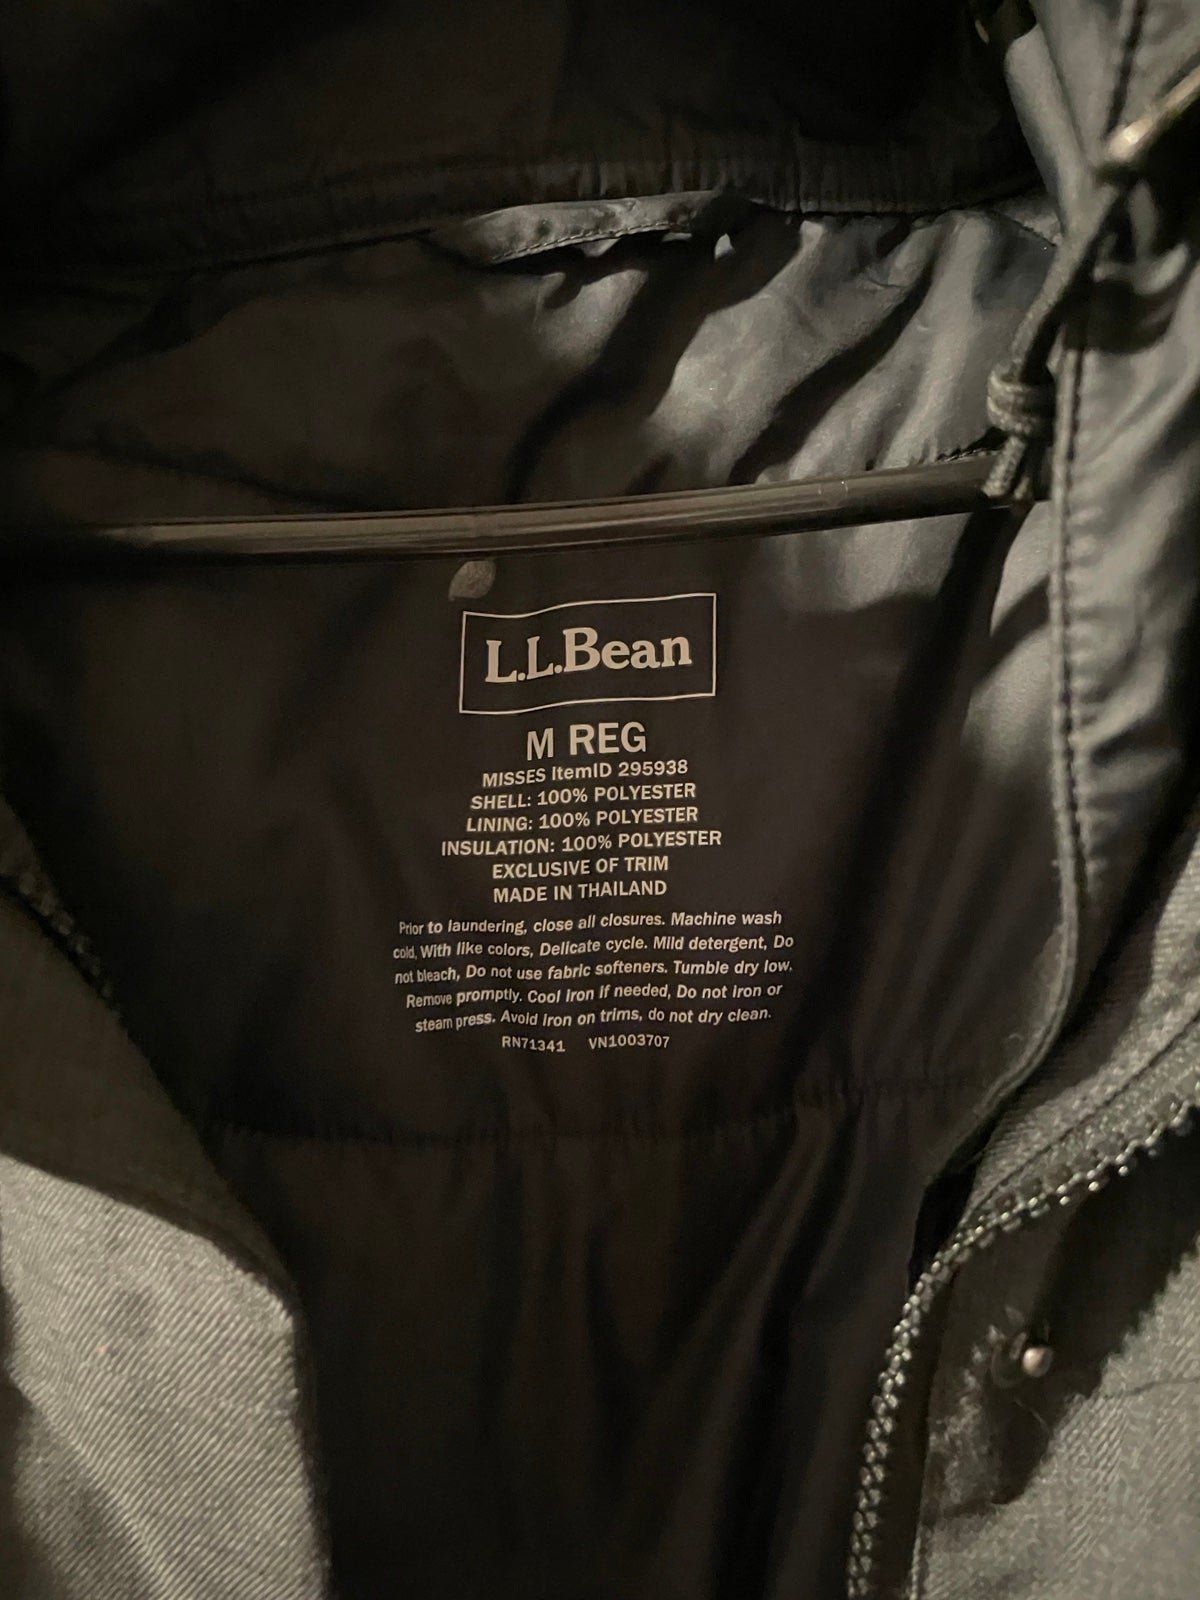 L.L.Bean
M REG
MISSES ItemID 295938
SHELL: 100% POLYESTER
LINING: 100% POLYESTER
INSULATION: 100% POLYESTER
EXCLUSIVE OF TRIM
MADE IN THAILAND
Prior to laundering, close all closures. Machine wash
cold, With like colors, Delicate cycle. Mild detergent, Do
not bleach, Do not use fabric softeners. Tumble dry low.
Remove promptly. Cool Iron If needed, Do not Iron or
steam press. Avoid Iron on trims, do not dry clean.
RN71341 VN1003707